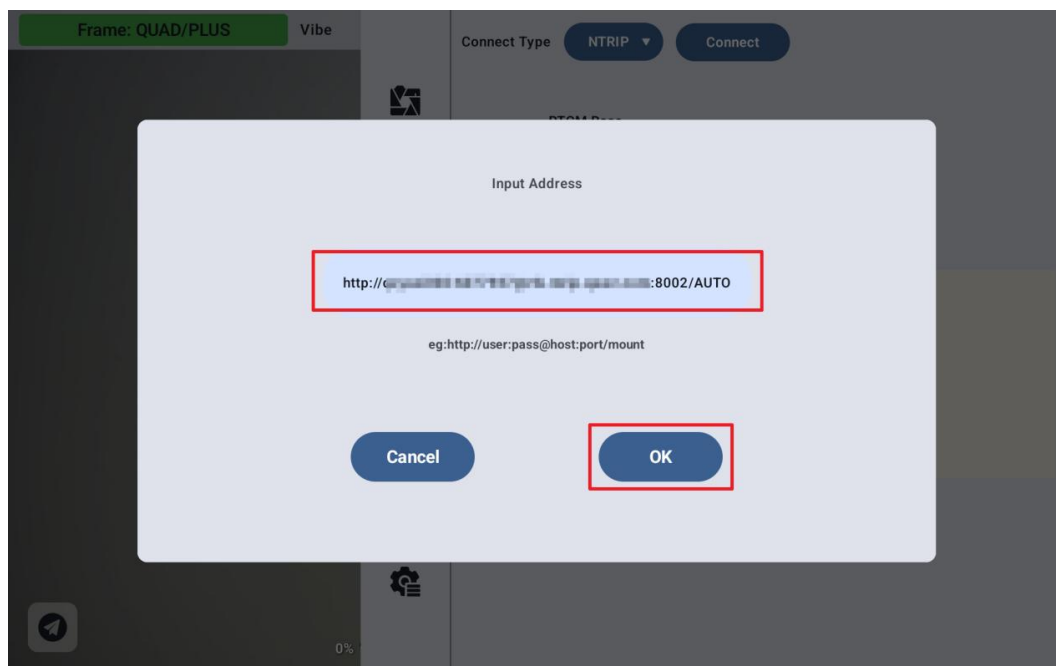 Frame: QUAD/PLUS
Vibe
Connect Type
NTRIP
Connect
Input Address
http:// :8002/AUTO
eg:http://user:pass@host:port/mount
Cancel
OK
0%